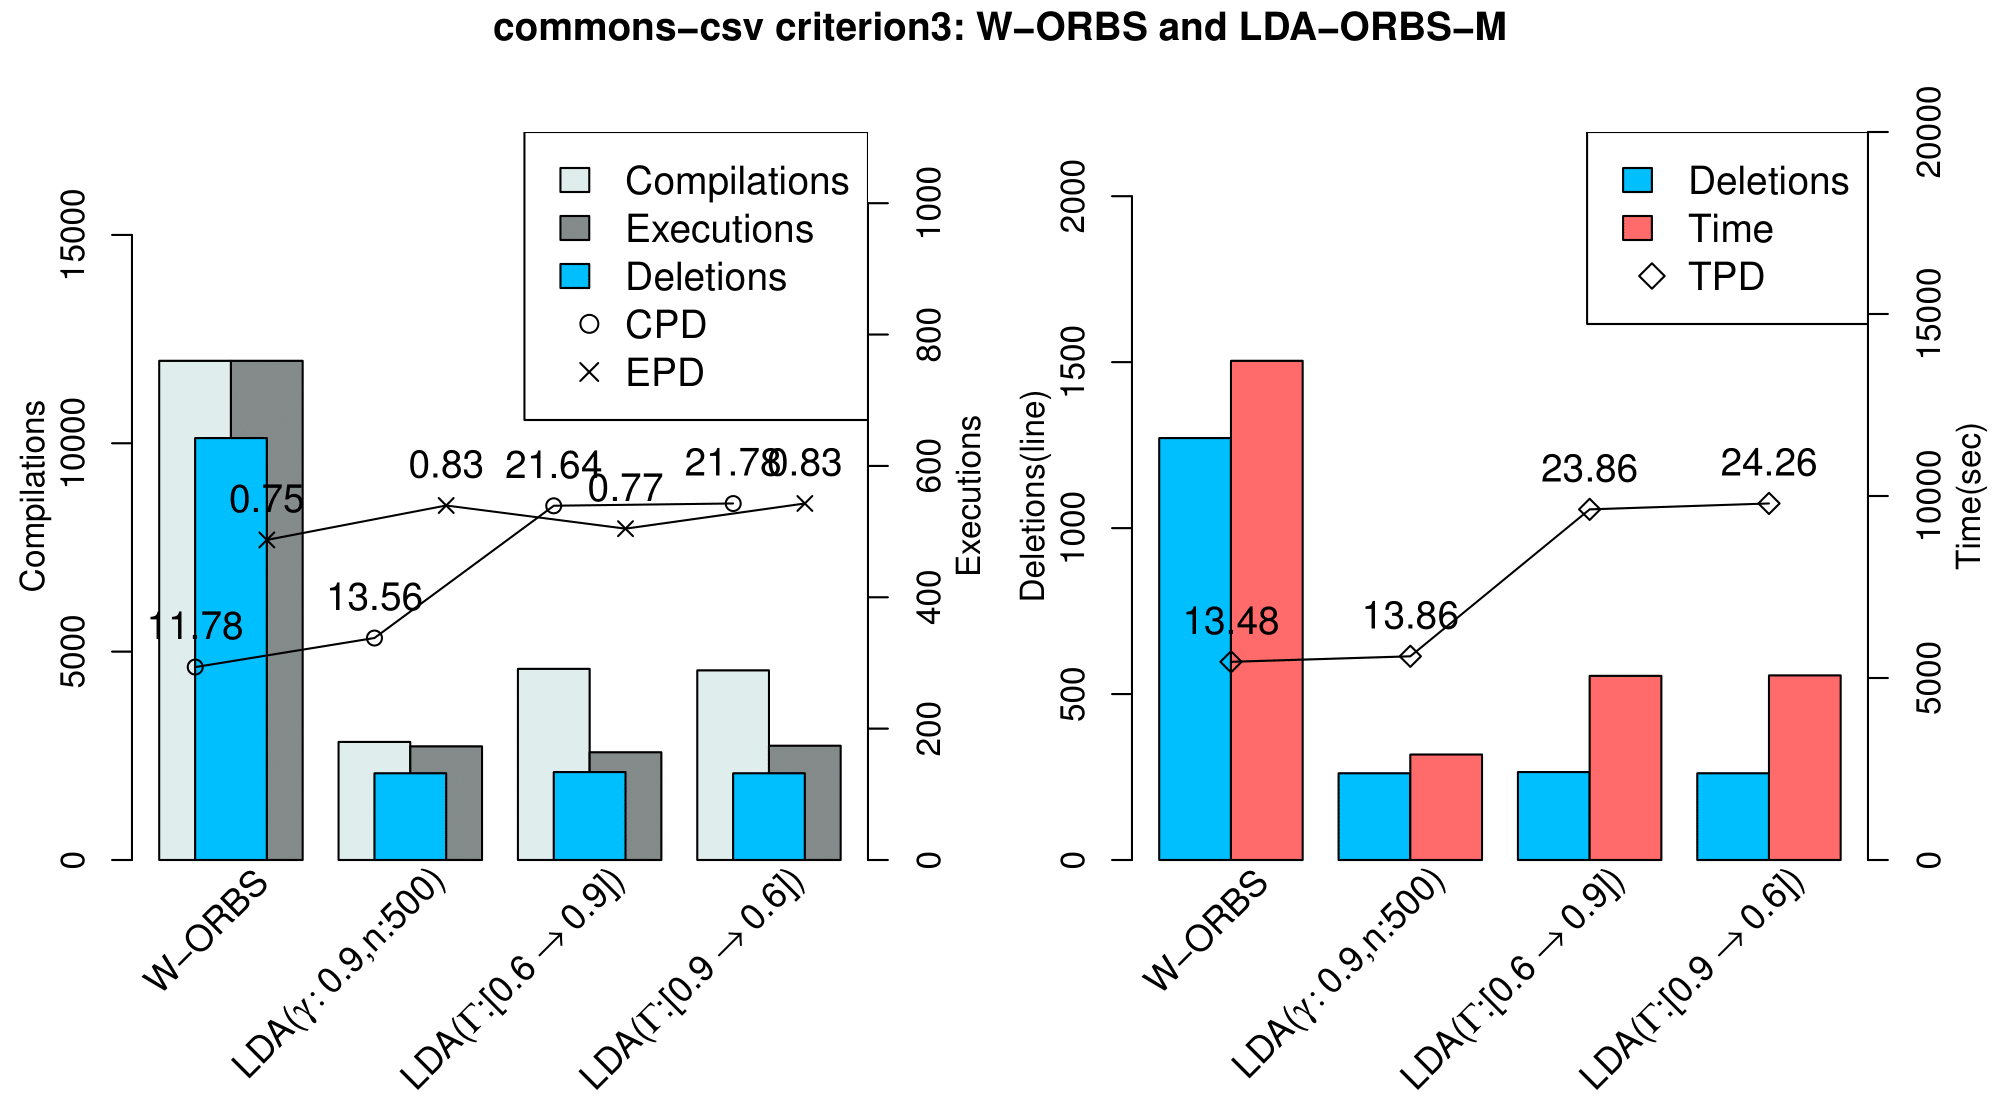 commons−csv criterion3: W−ORBS and LDA−ORBS−M
Compilations
0
5000
10000
15000
Compilations
Executions
Deletions
CPD
EPD
11.78
13.56
21.64
21.78
0.75
0.83
0.77
0.83
0
200
400
600
800
1000
Executions
W−ORBS
LDA(γ: 0.9,n:500)
LDA(Γ:[0.6 → 0.9])
LDA(Γ:[0.9 → 0.6])
Deletions(line)
0
500
1000
1500
2000
Deletions
Time
TPD
13.48
13.86
23.86
24.26
0
5000
10000
15000
20000
Time(sec)
W−ORBS
LDA(γ: 0.9,n:500)
LDA(Γ:[0.6 → 0.9])
LDA(Γ:[0.9 → 0.6])